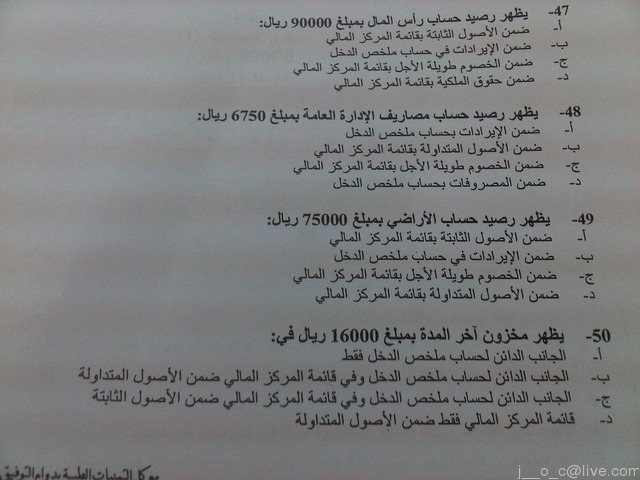 47- يظهر رصيد حساب رأس المال بمبلغ 90000 ريال:
أ- ضمن الأصول الثابتة بقائمة المركز المالي
ب- ضمن الإيرادات في حساب ملخص الدخل
ج- ضمن الخصوم طويلة الأجل بقائمة المركز المالي
د- ضمن حقوق الملكية بقائمة المركز المالي
48- يظهر رصيد حساب مصاريف الإدارة العامة بمبلغ 6750 ريال:
أ- ضمن الإيرادات بحساب ملخص الدخل
ب- ضمن الأصول المتداولة بقائمة المركز المالي
ج- ضمن الخصوم طويلة الأجل بقائمة المركز المالي
د- ضمن المصروفات بحساب ملخص الدخل
49- يظهر رصيد حساب الأراضي بمبلغ 75000 ريال:
أ- ضمن الأصول الثابتة بقائمة المركز المالي
ب- ضمن الإيرادات في حساب ملخص الدخل
ج- ضمن الخصوم طويلة الأجل بقائمة المركز المالي
د- ضمن الأصول المتداولة بقائمة المركز المالي
50- يظهر مخزون آخر المدة بمبلغ 16000 ريال في:
أ- الجانب الدائن لحساب ملخص الدخل فقط
ب- الجانب الدائن لحساب ملخص الدخل وفي قائمة المركز المالي ضمن الأصول المتداولة
ج- الجانب الدائن لحساب ملخص الدخل وفي قائمة المركز المالي ضمن الأصول الثابتة
د- قائمة المركز المالي فقط ضمن الأصول المتداولة
مع كل التمنيات الطيبة بدوام التوفيق
j__o_c@live.com